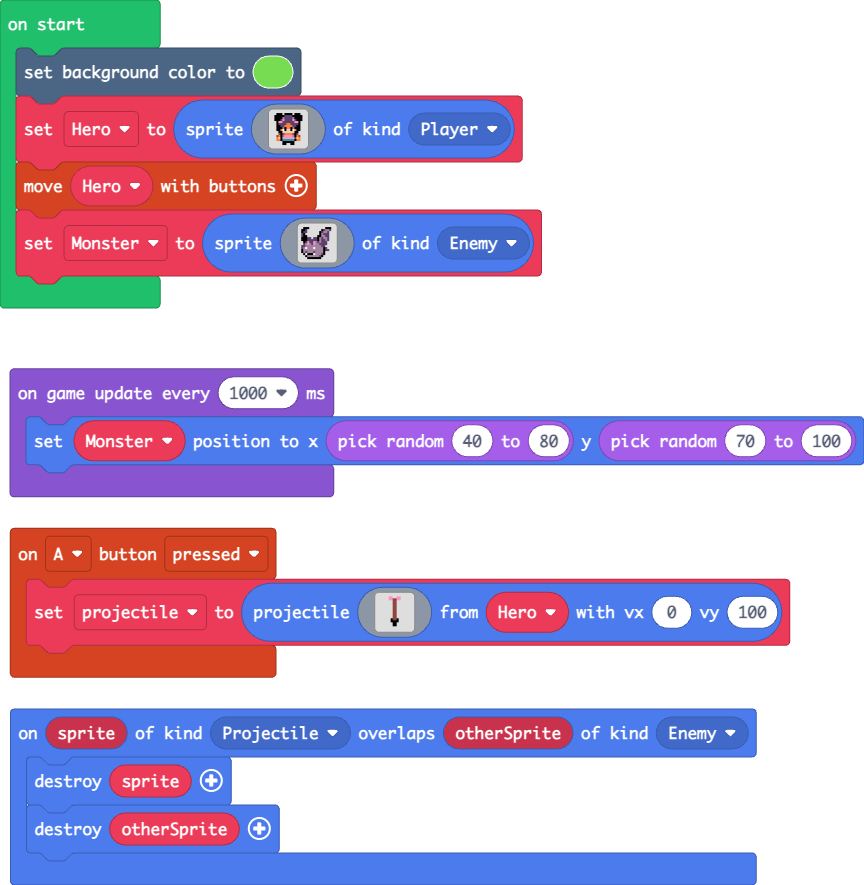 on start
set background color to
set Hero to sprite of kind Player
move Hero with buttons
set Monster to sprite of kind Enemy
on game update every 1000 ms
set Monster position to x pick random 40 to 80 y pick random 70 to 100
on A button pressed
set projectile to projectile from Hero with vx 0 vy 100
on sprite of kind Projectile overlaps otherSprite of kind Enemy
destroy sprite
destroy otherSprite